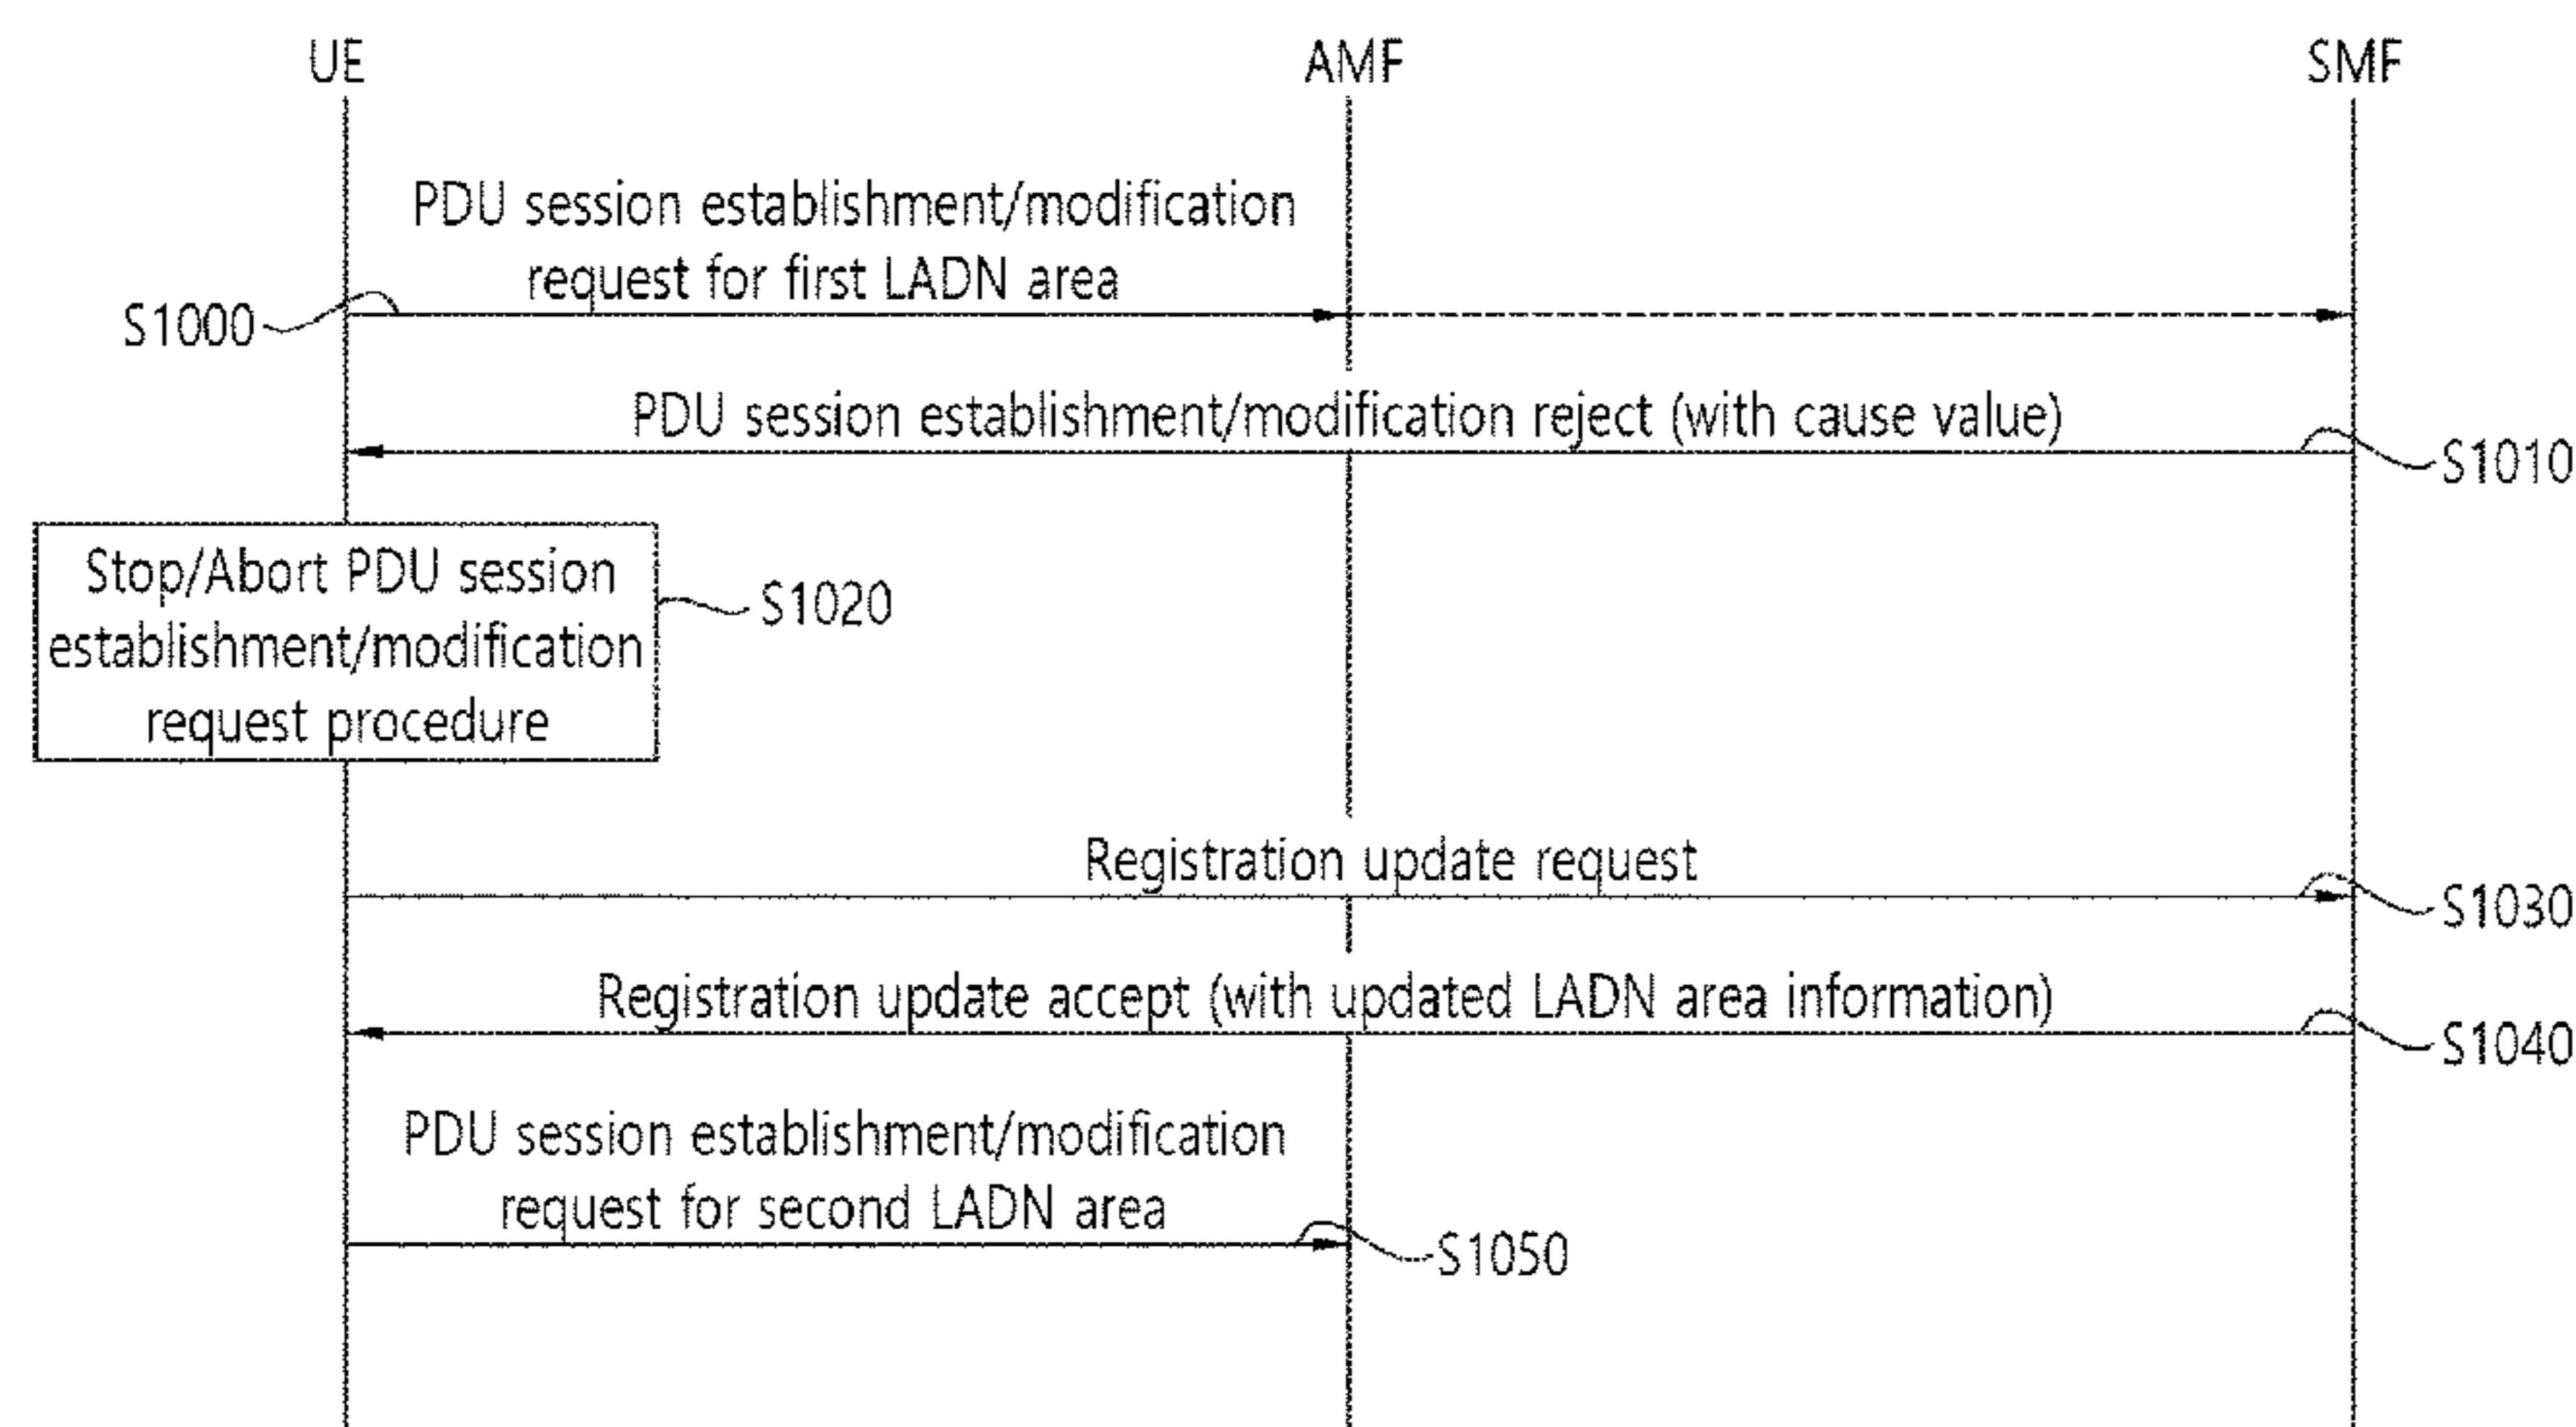 UE
AMF
SMF
PDU session establishment/modification
request for first LADN area
S1000
PDU session establishment/modification reject (with cause value)
S1010
Stop/Abort PDU session
establishment/modification
request procedure
S1020
Registration update request
S1030
Registration update accept (with updated LADN area information)
S1040
PDU session establishment/modification
request for second LADN area
S1050